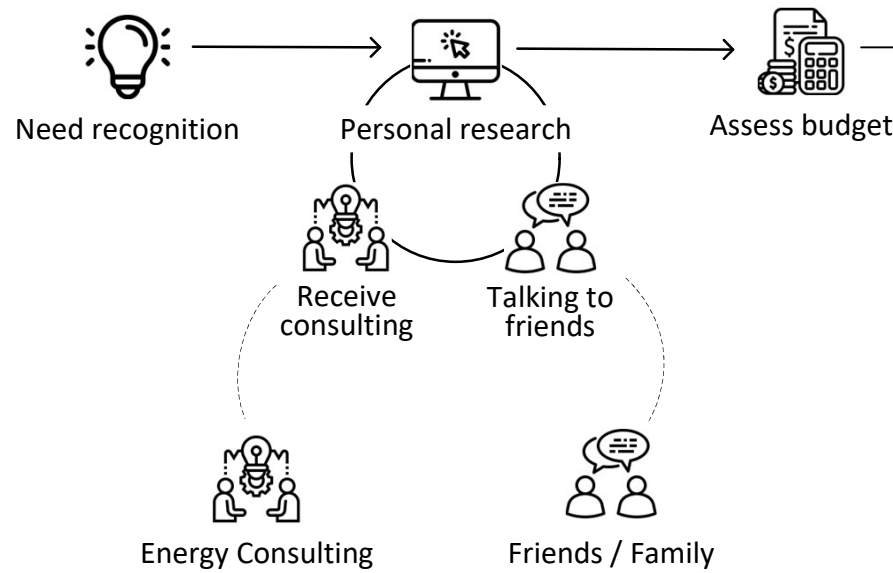 Need recognition
Personal research
Assess budget
Receive
consulting
Talking to
friends
Energy Consulting
Friends / Family